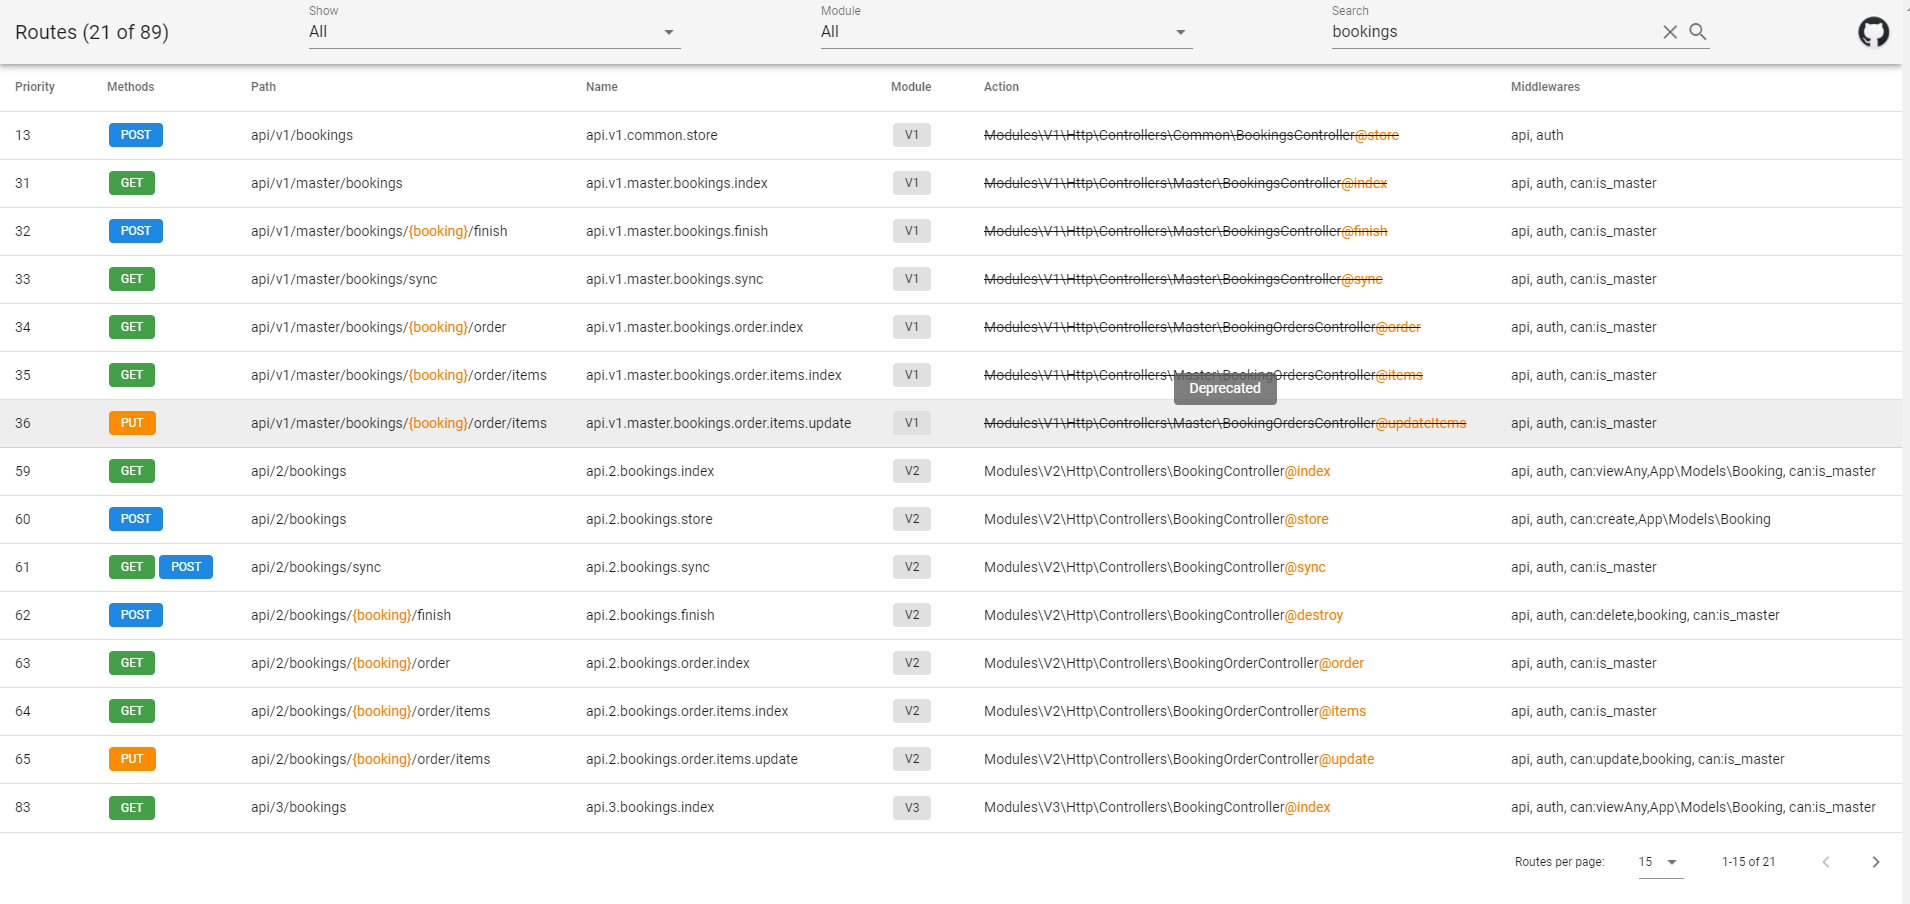 Routes (21 of 89)
Show
All
Module
All
Search
bookings
Priority Methods Path Name Module Action Middlewares
13 POST api/v1/bookings api.v1.common.store V1 Modules\V1\Http\Controllers\Common\BookingsController@store api, auth
31 GET api/v1/master/bookings api.v1.master.bookings.index V1 Modules\V1\Http\Controllers\Master\BookingsController@index api, auth, can:is_master
32 POST api/v1/master/bookings/{booking}/finish api.v1.master.bookings.finish V1 Modules\V1\Http\Controllers\Master\BookingsController@finish api, auth, can:is_master
33 GET api/v1/master/bookings/sync api.v1.master.bookings.sync V1 Modules\V1\Http\Controllers\Master\BookingsController@sync api, auth, can:is_master
34 GET api/v1/master/bookings/{booking}/order api.v1.master.bookings.order.index V1 Modules\V1\Http\Controllers\Master\BookingOrdersController@order api, auth, can:is_master
35 GET api/v1/master/bookings/{booking}/order/items api.v1.master.bookings.order.items.index V1 Modules\V1\Http\Controllers\Master\BookingOrdersController@items api, auth, can:is_master
Deprecated
36 PUT api/v1/master/bookings/{booking}/order/items api.v1.master.bookings.order.items.update V1 Modules\V1\Http\Controllers\Master\BookingOrdersController@updateItems api, auth, can:is_master
59 GET api/2/bookings api.2.bookings.index V2 Modules\V2\Http\Controllers\BookingController@index api, auth, can:viewAny,App\Models\Booking, can:is_master
60 POST api/2/bookings api.2.bookings.store V2 Modules\V2\Http\Controllers\BookingController@store api, auth, can:create,App\Models\Booking
61 GET POST api/2/bookings/sync api.2.bookings.sync V2 Modules\V2\Http\Controllers\BookingController@sync api, auth, can:is_master
62 POST api/2/bookings/{booking}/finish api.2.bookings.finish V2 Modules\V2\Http\Controllers\BookingController@destroy api, auth, can:delete,booking, can:is_master
63 GET api/2/bookings/{booking}/order api.2.bookings.order.index V2 Modules\V2\Http\Controllers\BookingOrderController@order api, auth, can:is_master
64 GET api/2/bookings/{booking}/order/items api.2.bookings.order.items.index V2 Modules\V2\Http\Controllers\BookingOrderController@items api, auth, can:is_master
65 PUT api/2/bookings/{booking}/order/items api.2.bookings.order.items.update V2 Modules\V2\Http\Controllers\BookingOrderController@update api, auth, can:update,booking, can:is_master
83 GET api/3/bookings api.3.bookings.index V3 Modules\V3\Http\Controllers\BookingController@index api, auth, can:viewAny,App\Models\Booking, can:is_master
Routes per page: 15 1-15 of 21